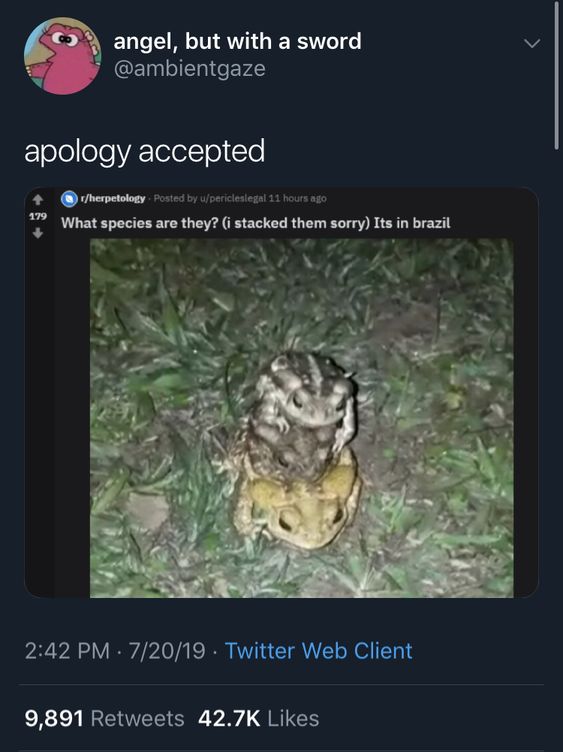 angel, but with a sword
@ambientgaze
apology accepted
r/herpetology · Posted by u/pericleslegal 11 hours ago
179
What species are they? (i stacked them sorry) Its in brazil
2:42 PM · 7/20/19 · Twitter Web Client
9,891 Retweets 42.7K Likes